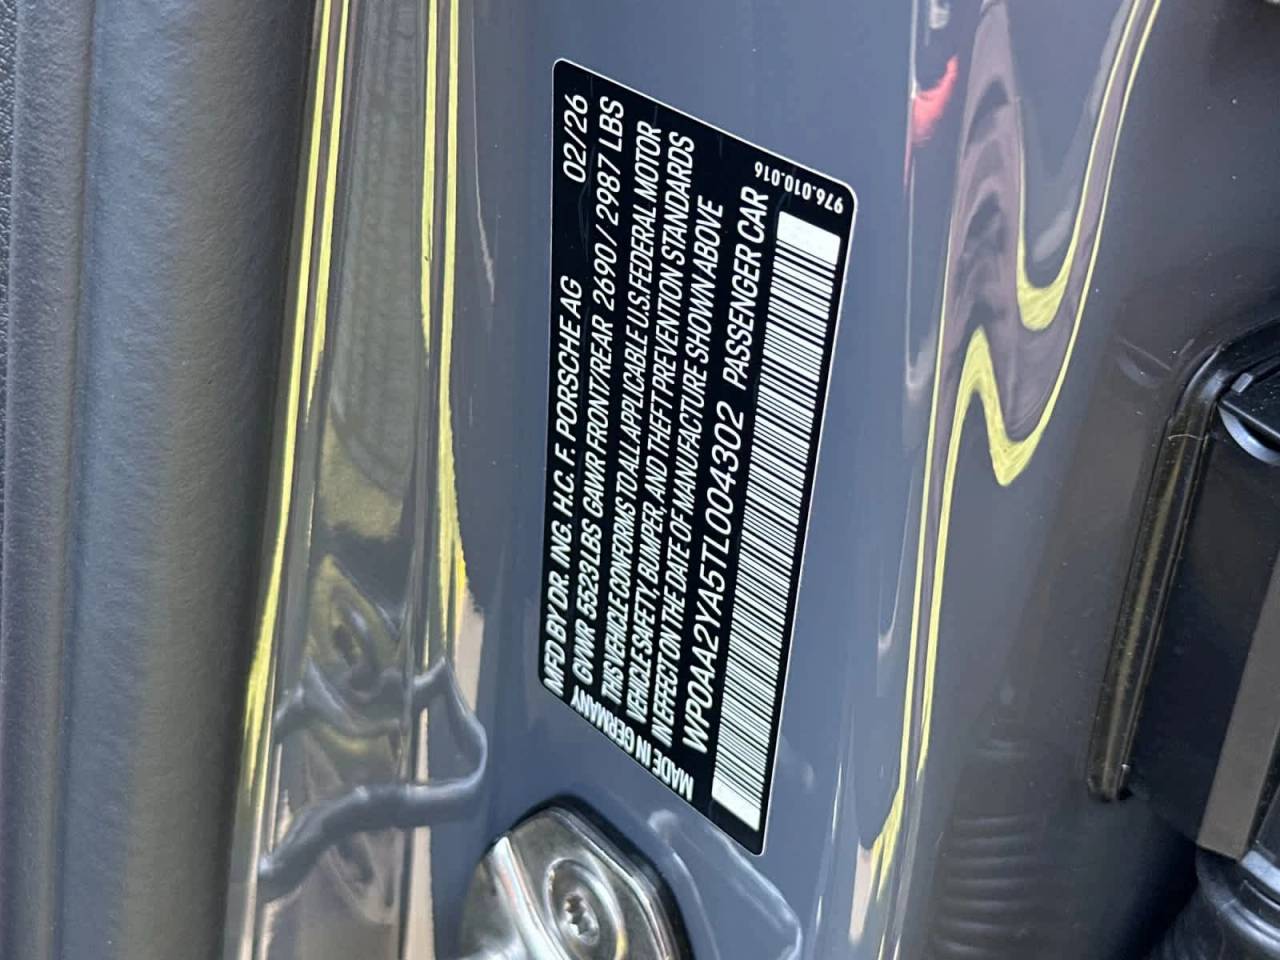 MFD BY DR. ING. H.C. F. PORSCHE AG 02/26
GVWR 5523LBS GAWR FRONT/REAR 2690/2987 LBS
THIS VEHICLE CONFORMS TO ALL APPLICABLE U.S. FEDERAL MOTOR
VEHICLE SAFETY, BUMPER, AND THEFT PREVENTION STANDARDS
IN EFFECT ON THE DATE OF MANUFACTURE SHOWN ABOVE
WP0AA2YA5TL004302 PASSENGER CAR
MADE IN GERMANY
976.010.016